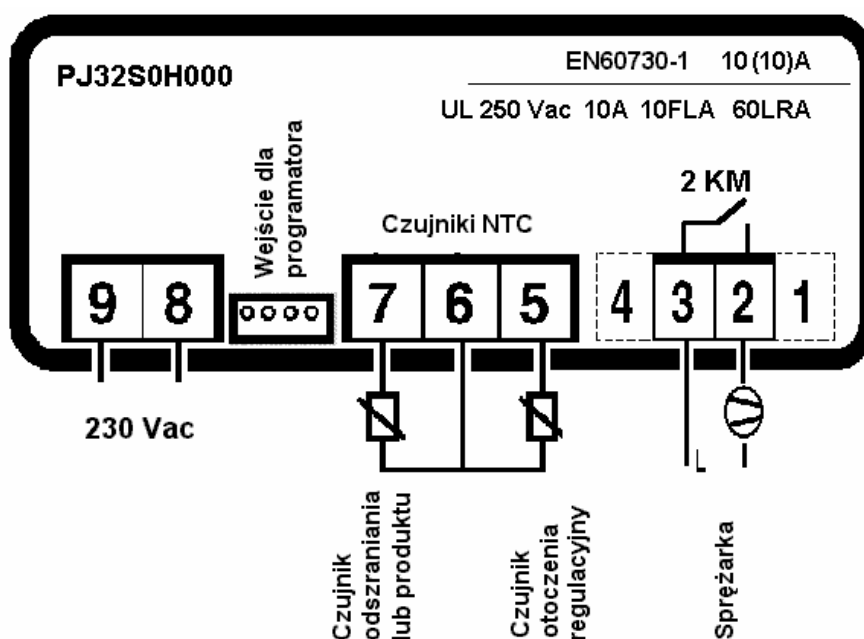 PJ32S0H000
EN60730-1 10(10)A
UL 250 Vac 10A 10FLA 60LRA
Wejście dla
programatora
Czujniki NTC
2 KM
9 8 7 6 5 4 3 2 1
230 Vac
L
Czujnik
odszraniania
lub produktu
Czujnik
otoczenia
regulacyjny
Sprężarka